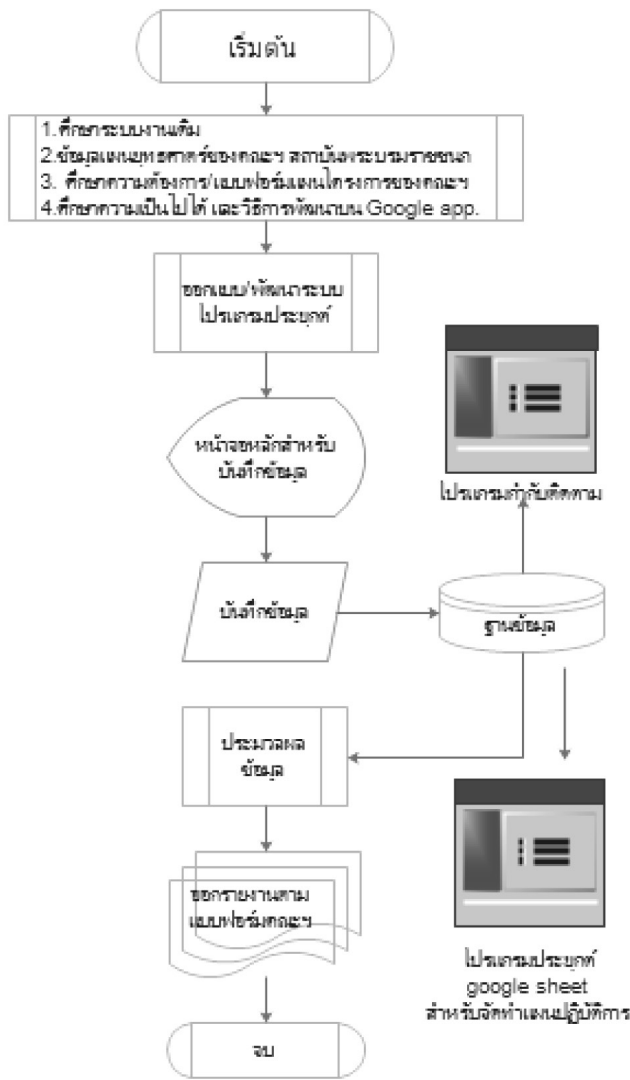 เริ่มต้น
1.ศึกษาระบบงานเดิม
2.ข้อมูลแผนยุทธศาตร์ของคณะฯ สถาบันพระบรมราชชนก
3. ศึกษาความต้องการ/แบบฟอร์มแผนโครงการของคณะฯ
4.ศึกษาความเป็นไปได้ และวิธีการพัฒนาบน Google app.
ออกแบบ/พัฒนาระบบ
โปรแกรมประยุกต์
หน้าจอหลักสำหรับ
บันทึกข้อมูล
โปรแกรมกำกับติดตาม
บันทึกข้อมูล
ฐานข้อมูล
ประมวลผล
ข้อมูล
ออกรายงานตาม
แบบฟอร์มคณะฯ
โปรแกรมประยุกต์
google sheet
สำหรับจัดทำแผนปฏิบัติการ
จบ